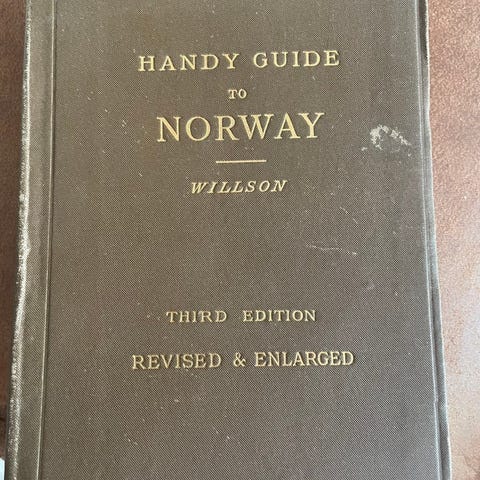 HANDY GUIDE
TO
NORWAY
WILLSON
THIRD EDITION
REVISED & ENLARGED